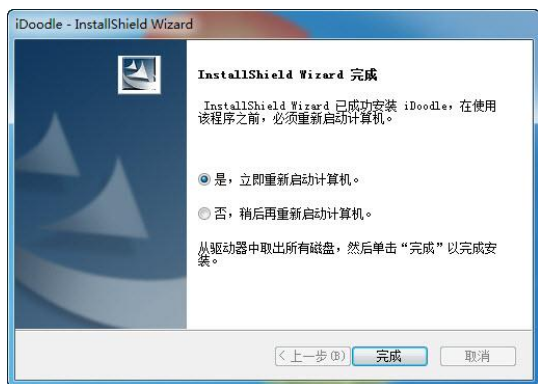 iDoodle - InstallShield Wizard
InstallShield Wizard 完成
InstallShield Wizard 已成功安装 iDoodle，在使用
该程序之前，必须重新启动计算机。
是，立即重新启动计算机。
否，稍后再重新启动计算机。
从驱动器中取出所有磁盘，然后单击“完成”以完成安
装。
<上一步(B)
完成
取消